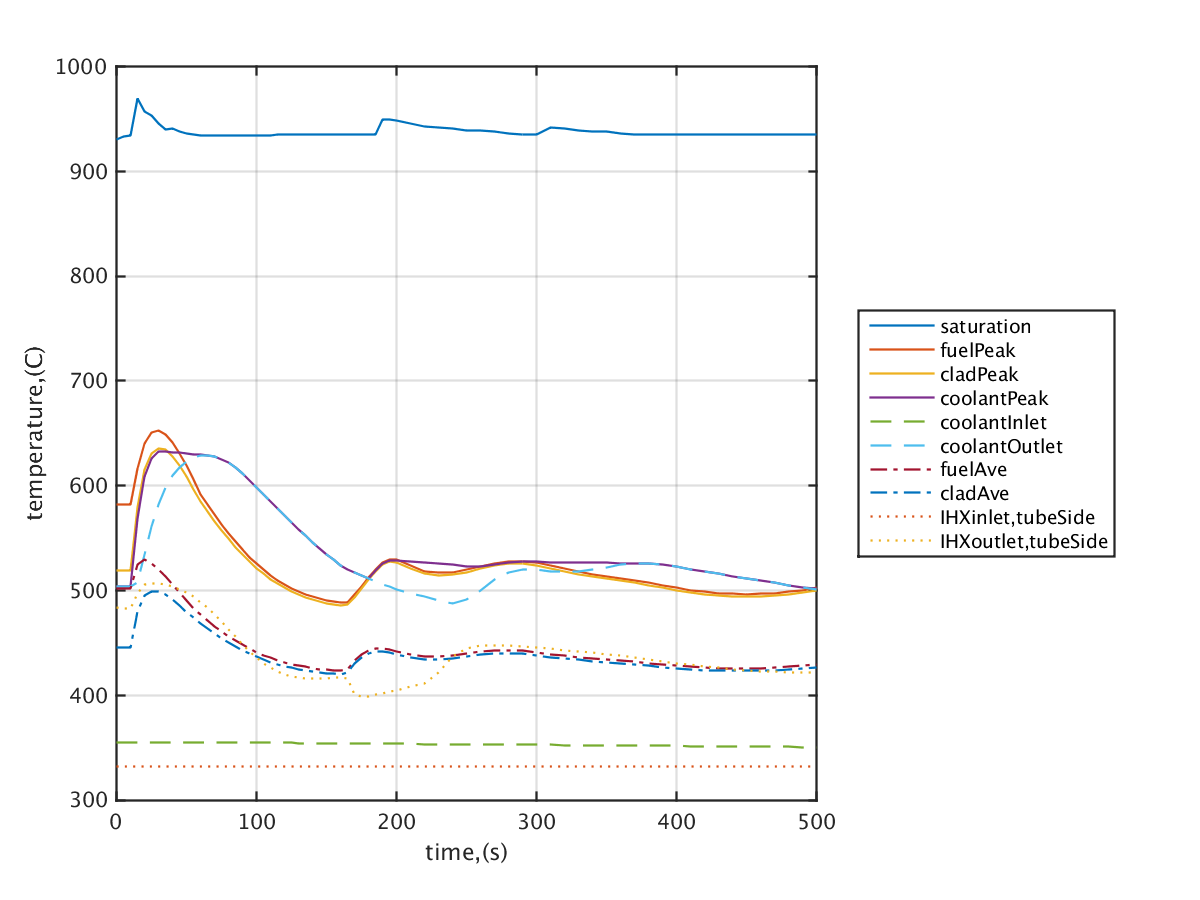 1000
900
800
700
600
500
400
300
temperature,(C)
0 100 200 300 400 500
time,(s)
saturation
fuelPeak
cladPeak
coolantPeak
coolantInlet
coolantOutlet
fuelAve
cladAve
IHXinlet,tubeSide
IHXoutlet,tubeSide